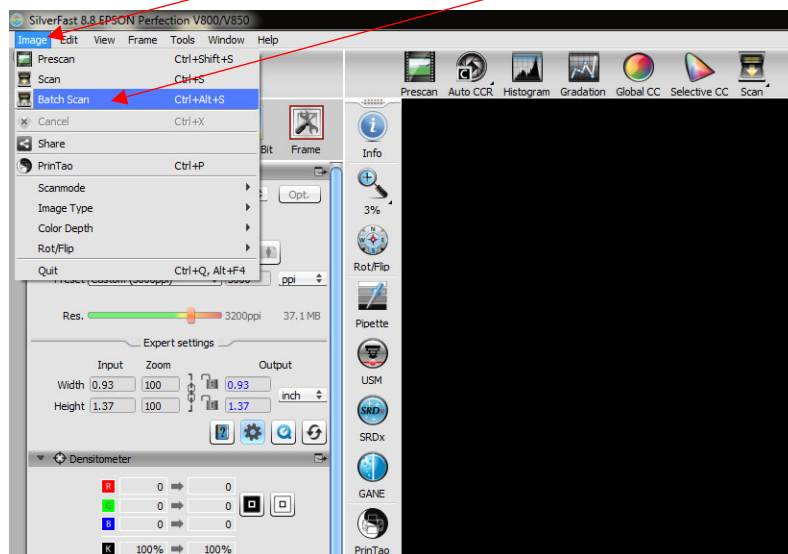 SilverFast 8.8 EPSON Perfection V800/V850
Image Edit View Frame Tools Window Help
Prescan Ctrl+Shift+S
Scan Ctrl+S
Batch Scan Ctrl+Alt+S
Cancel Ctrl+X
Share
PrinTao Ctrl+P
Scanmode
Image Type
Color Depth
Rot/Flip
Quit Ctrl+Q, Alt+F4
Prescan Auto CCR Histogram Gradation Global CC Selective CC Scan
Bit Frame
Opt.
ppi
Res. 3200ppi 37.1 MB
Expert settings
Input Zoom Output
Width 0.93 100 0.93
inch
Height 1.37 100 1.37
Densitometer
R 0 0
0 0
B 0 0
K 100% 100%
Info
3%
N
Rot/Flip
Pipette
USM
SRDx
SRDx
GANE
PrinTao